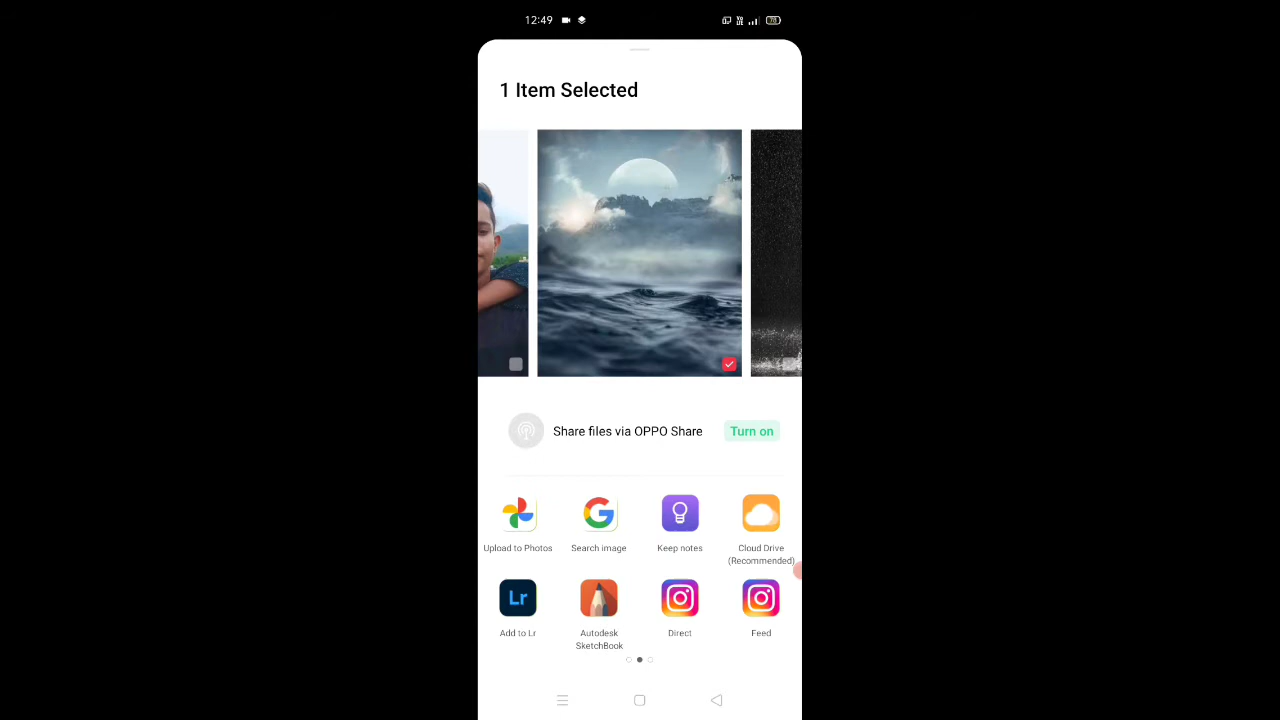 12:49
1 Item Selected
Share files via OPPO Share
Turn on
Upload to Photos
Search image
Keep notes
Cloud Drive
(Recommended)
Lr
Add to Lr
Autodesk
SketchBook
Direct
Feed